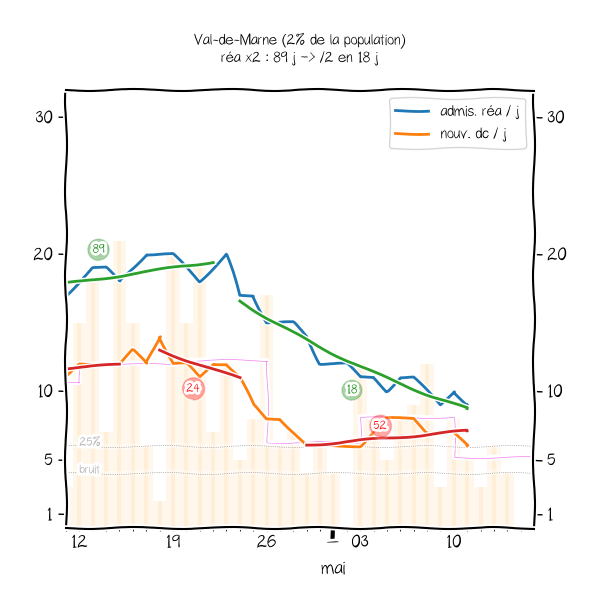 Val-de-Marne (2% de la population)
réa x2 : 89 j -> /2 en 18 j
admis. réa / j
nouv. dc / j
30 30
20 20
10 10
5 5
1 1
89
24
18
52
25%
bruit
12 19 26 03 10
mai